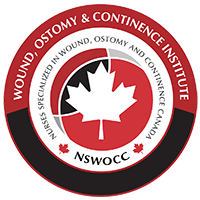 WOUND, OSTOMY & CONTINENCE INSTITUTE
NURSES SPECIALIZED IN WOUND, OSTOMY AND CONTINENCE CANADA
NSWOCC